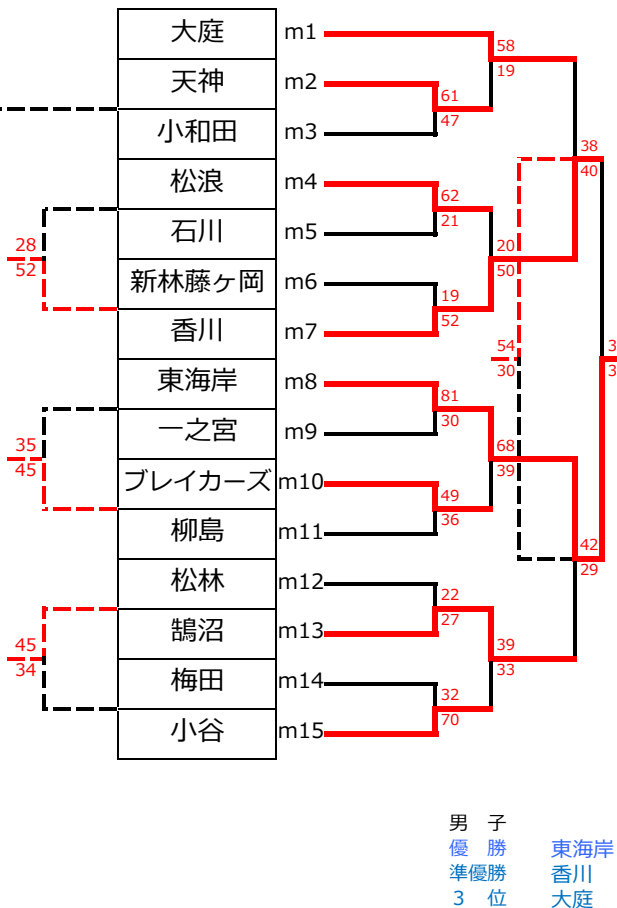 大庭 m1
58
19
天神 m2
61
47
小和田 m3
38
40
松浪 m4
62
21
石川 m5
28
52
20
50
新林藤ヶ岡 m6
19
52
香川 m7
54
30
東海岸 m8
81
30
一之宮 m9
35
45
68
39
ブレイカーズ m10
49
36
柳島 m11
42
29
松林 m12
22
27
鵠沼 m13
45
34
39
33
梅田 m14
32
70
小谷 m15
男 子
優 勝 東海岸
準優勝 香川
3 位 大庭